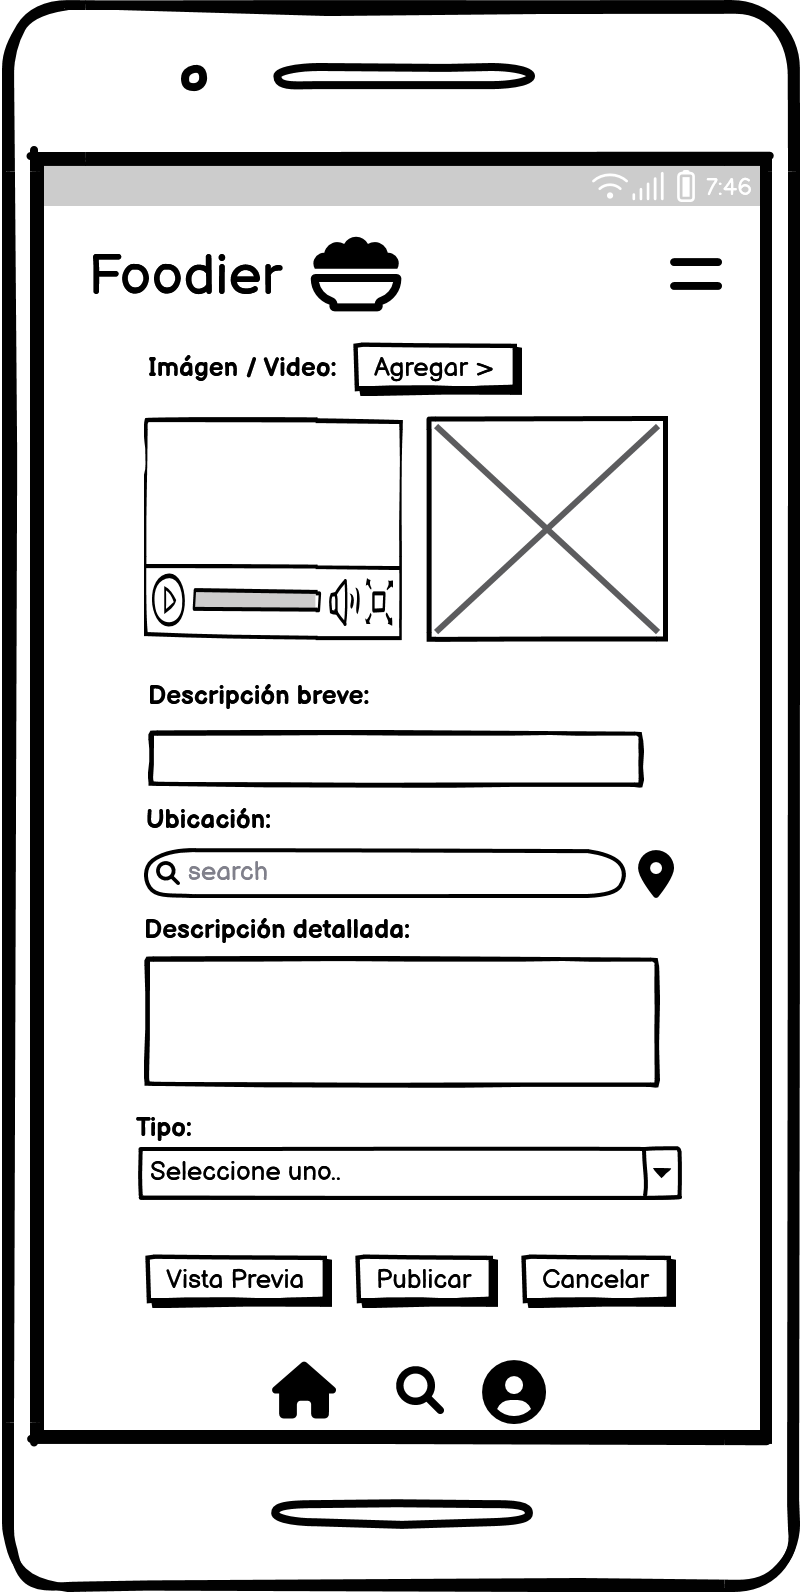 7:46
Foodier
Imágen / Video: Agregar >
Descripción breve:
Ubicación:
search
Descripción detallada:
Tipo:
Seleccione uno..
Vista Previa Publicar Cancelar